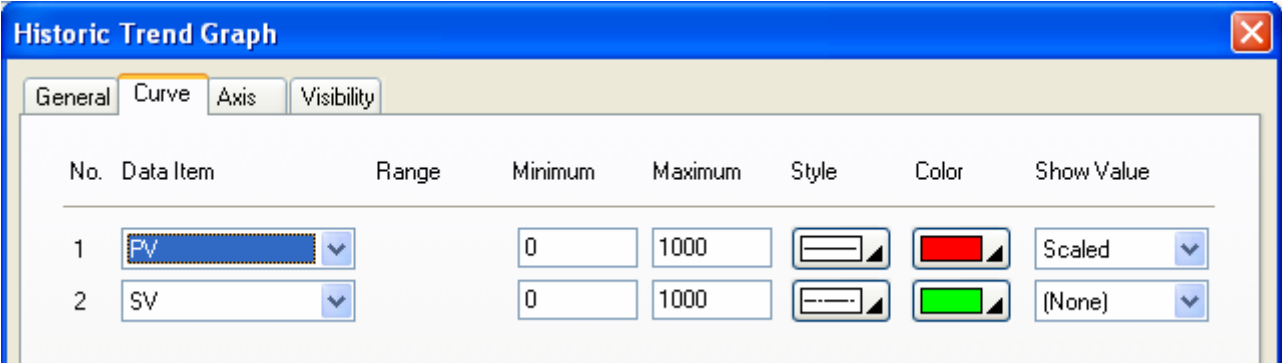 Historic Trend Graph
General Curve Axis Visibility
No. Data Item Range Minimum Maximum Style Color Show Value
1 PV 0 1000 Scaled
2 SV 0 1000 (None)